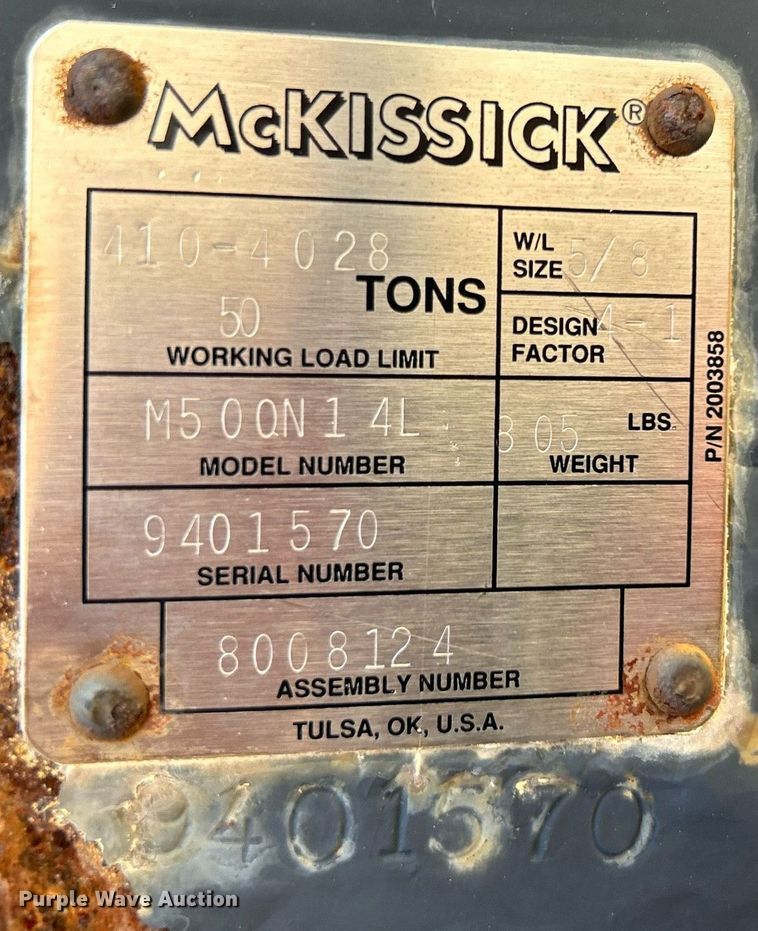 McKISSICK®
410-4028
50 TONS
WORKING LOAD LIMIT
W/L SIZE 5/8
DESIGN FACTOR 4-1
M50QN14L
MODEL NUMBER
805 LBS.
WEIGHT
9401570
SERIAL NUMBER
8008124
ASSEMBLY NUMBER
TULSA, OK, U.S.A.
P/N 2003858
9401570
Purple Wave Auction